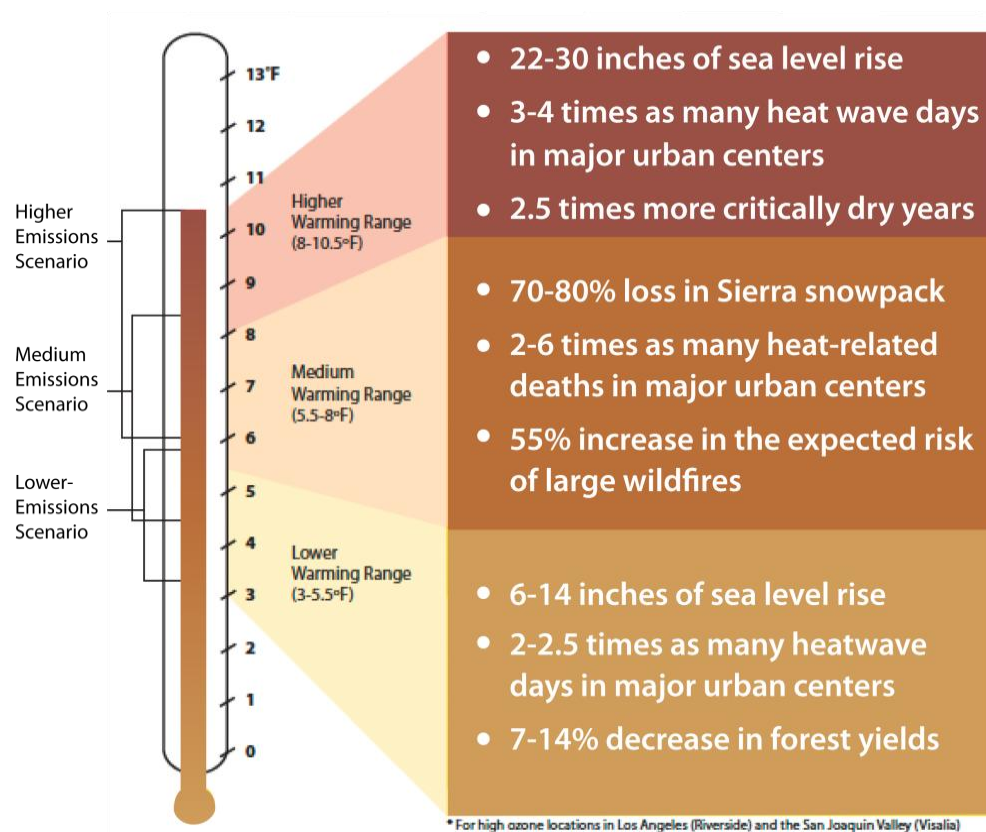 13°F
12
11
10
9
8
7
6
5
4
3
2
1
0
Higher
Emissions
Scenario
Medium
Emissions
Scenario
Lower-
Emissions
Scenario
Higher
Warming Range
(8-10.5ºF)
Medium
Warming Range
(5.5-8ºF)
Lower
Warming Range
(3-5.5ºF)
• 22-30 inches of sea level rise
• 3-4 times as many heat wave days
in major urban centers
• 2.5 times more critically dry years
• 70-80% loss in Sierra snowpack
• 2-6 times as many heat-related
deaths in major urban centers
• 55% increase in the expected risk
of large wildfires
• 6-14 inches of sea level rise
• 2-2.5 times as many heatwave
days in major urban centers
• 7-14% decrease in forest yields
* For high ozone locations in Los Angeles (Riverside) and the San Joaquin Valley (Visalia)